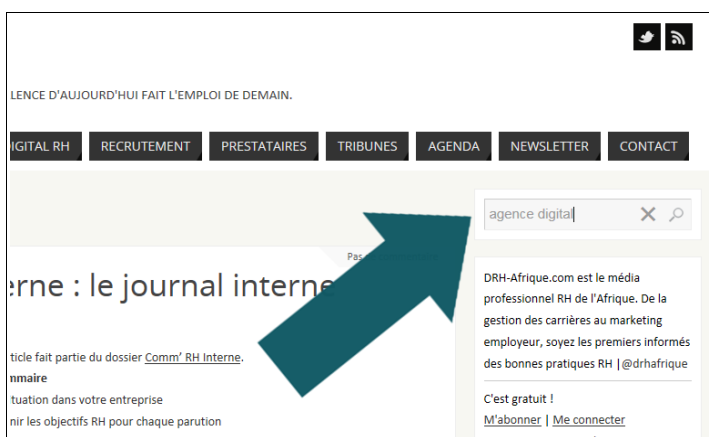 LENCE D'AUJOURD'HUI FAIT L'EMPLOI DE DEMAIN.
IGITAL RH RECRUTEMENT PRESTATAIRES TRIBUNES AGENDA NEWSLETTER CONTACT
agence digital
Pas
erne : le journal interne
DRH-Afrique.com est le média
professionnel RH de l'Afrique. De la
gestion des carrières au marketing
employeur, soyez les premiers informés
des bonnes pratiques RH | @drhafrique
ticle fait partie du dossier Comm' RH Interne.
mmaire
tuation dans votre entreprise
nir les objectifs RH pour chaque parution
C'est gratuit !
M'abonner | Me connecter